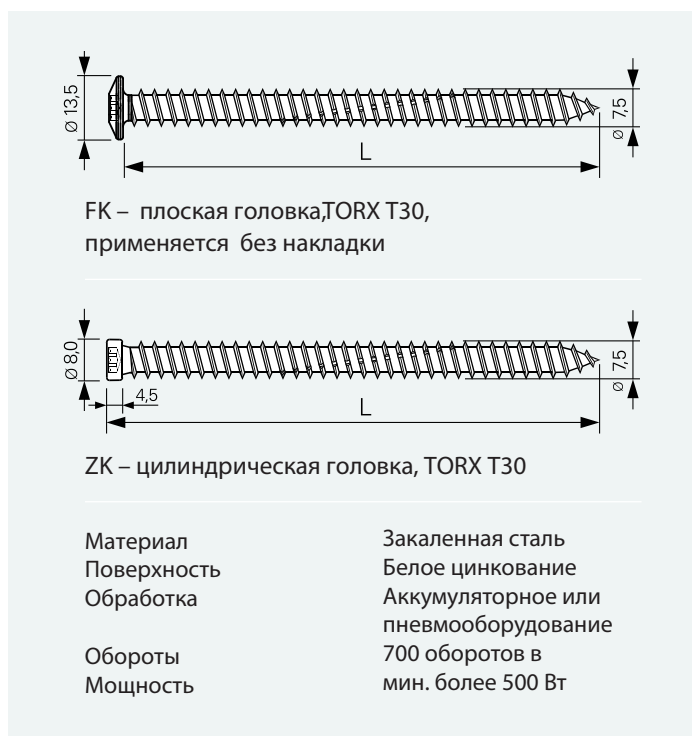 ø 13,5
ø 7,5
L
FK – плоская головка,TORX T30,
применяется без накладки
ø 8,0
ø 7,5
4,5
L
ZK – цилиндрическая головка, TORX T30
Материал Закаленная сталь
Поверхность Белое цинкование
Обработка Аккумуляторное или
пневмооборудование
Обороты 700 оборотов в
Мощность мин. более 500 Вт